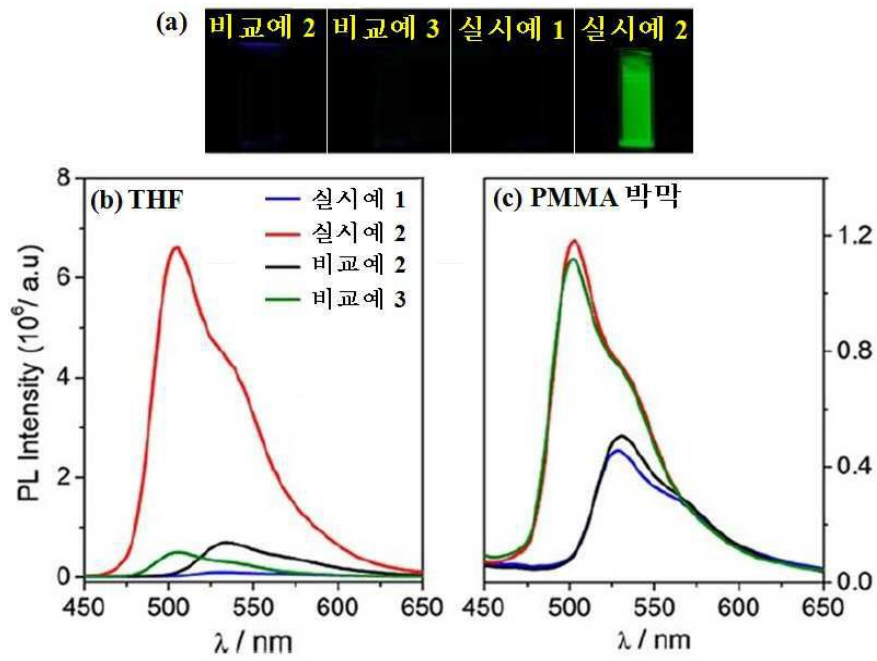 (a) 비교예 2 비교예 3 실시예 1 실시예 2
(b) THF
실시예 1
실시예 2
비교예 2
비교예 3
8
6
4
2
0
PL Intensity (10⁶/ a.u)
450 500 550 600 650
λ / nm
(c) PMMA 박막
1.2
0.8
0.4
0.0
450 500 550 600 650
λ / nm